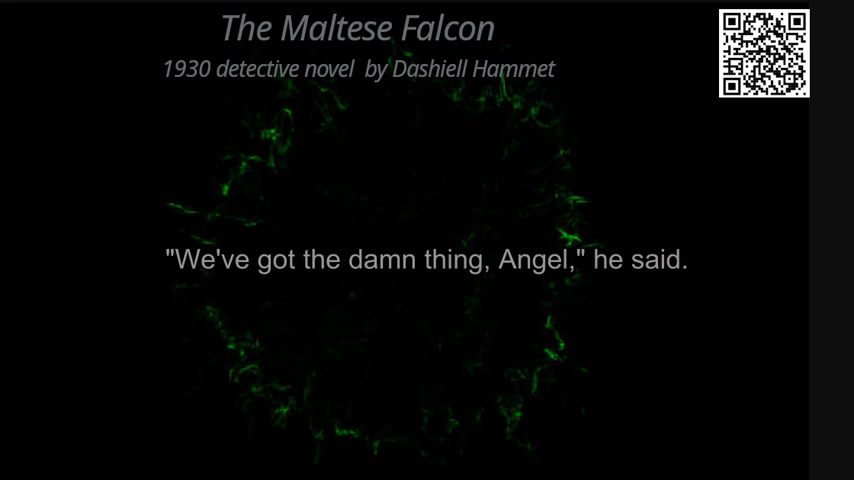 The Maltese Falcon
1930 detective novel by Dashiell Hammet
"We've got the damn thing, Angel," he said.